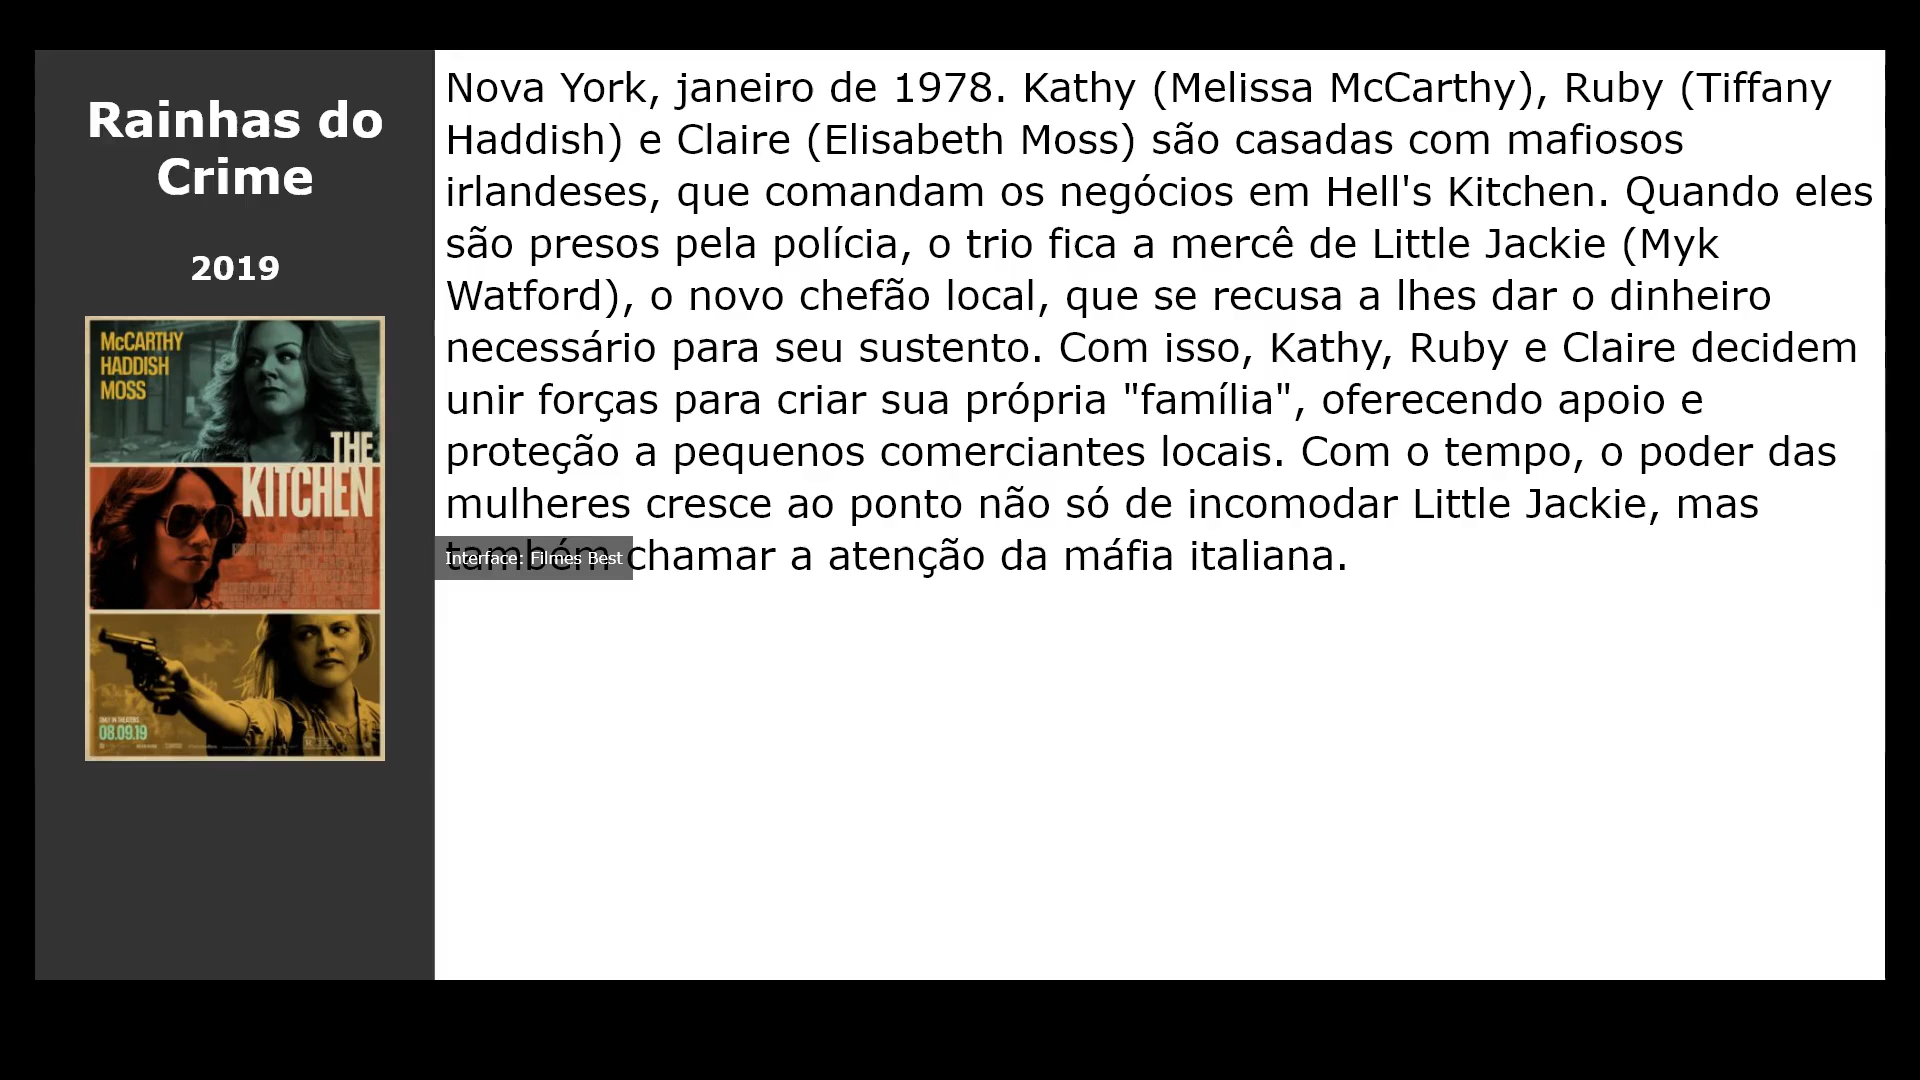 Rainhas do
Crime
2019
McCARTHY
HADDISH
MOSS
THE
KITCHEN
ONLY IN THEATERS
08.09.19
Nova York, janeiro de 1978. Kathy (Melissa McCarthy), Ruby (Tiffany
Haddish) e Claire (Elisabeth Moss) são casadas com mafiosos
irlandeses, que comandam os negócios em Hell's Kitchen. Quando eles
são presos pela polícia, o trio fica a mercê de Little Jackie (Myk
Watford), o novo chefão local, que se recusa a lhes dar o dinheiro
necessário para seu sustento. Com isso, Kathy, Ruby e Claire decidem
unir forças para criar sua própria "família", oferecendo apoio e
proteção a pequenos comerciantes locais. Com o tempo, o poder das
mulheres cresce ao ponto não só de incomodar Little Jackie, mas
também chamar a atenção da máfia italiana.
Interface: Filmes Best